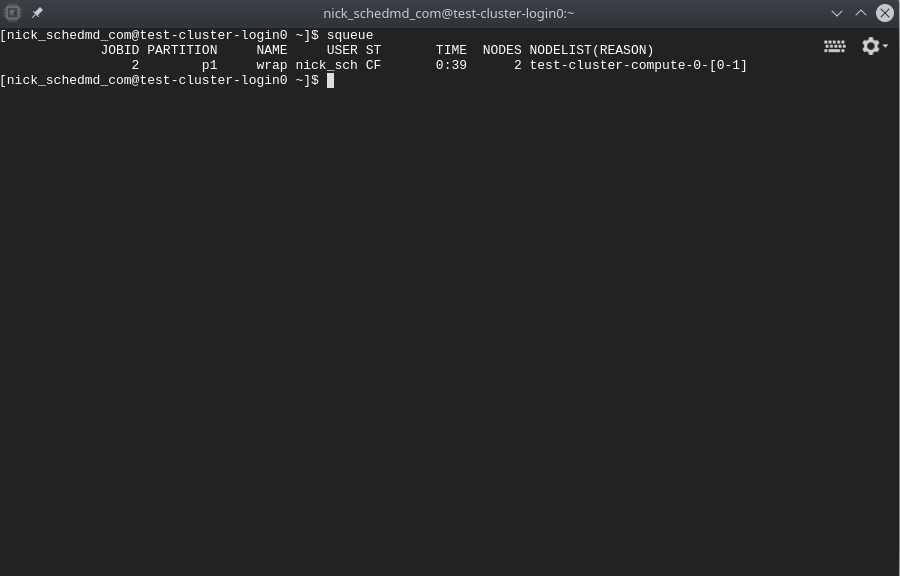 nick_schedmd_com@test-cluster-login0:~
[nick_schedmd_com@test-cluster-login0 ~]$ squeue
             JOBID PARTITION     NAME     USER ST       TIME  NODES NODELIST(REASON)
                 2        p1     wrap nick_sch CF       0:39      2 test-cluster-compute-0-[0-1]
[nick_schedmd_com@test-cluster-login0 ~]$